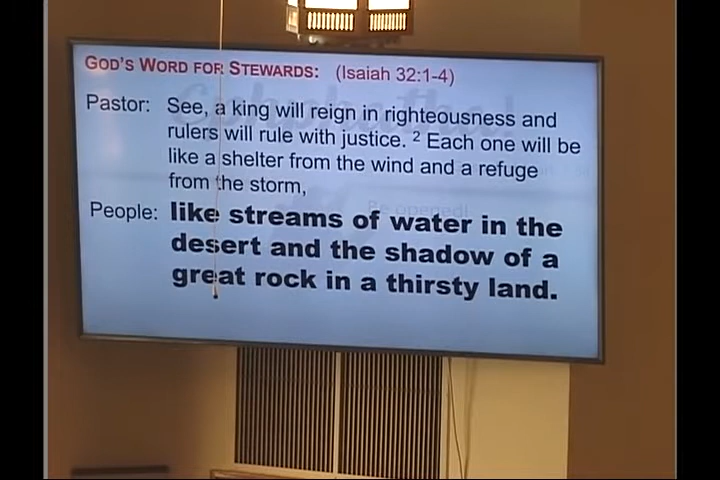 GOD'S WORD FOR STEWARDS: (Isaiah 32:1-4)
Pastor: See, a king will reign in righteousness and
rulers will rule with justice. ² Each one will be
like a shelter from the wind and a refuge
from the storm,
People: like streams of water in the
desert and the shadow of a
great rock in a thirsty land.